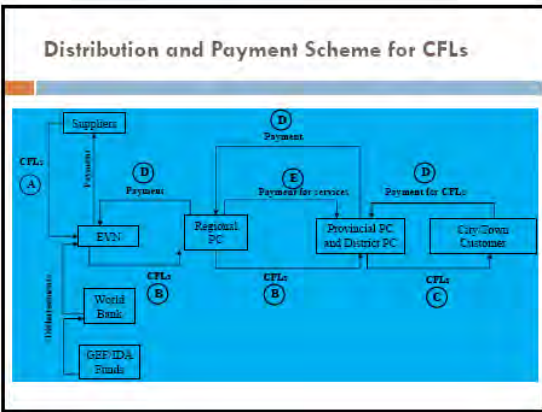 Distribution and Payment Scheme for CFLs
Suppliers
D
Payment
CFLs
A
Payment
D
Payment
E
Payment for services
D
Payment for CFLs
EVN
Regional
PC
Provincial PC
and District PC
City/Town
Customer
CFLs
B
CFLs
B
CFLs
C
World
Bank
Disbursements
GEF/IDA
Funds